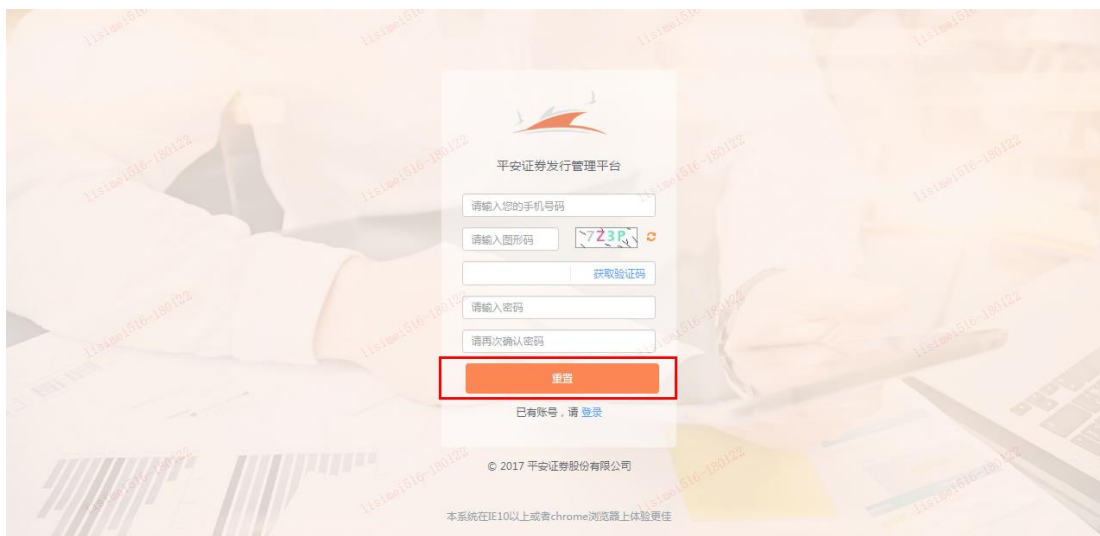 平安证券发行管理平台
请输入您的手机号码
请输入图形码 7Z3P
获取验证码
请输入密码
请再次确认密码
重置
已有账号，请 登录
© 2017 平安证券股份有限公司
本系统在IE10以上或者chrome浏览器上体验更佳
lisimei516-180122